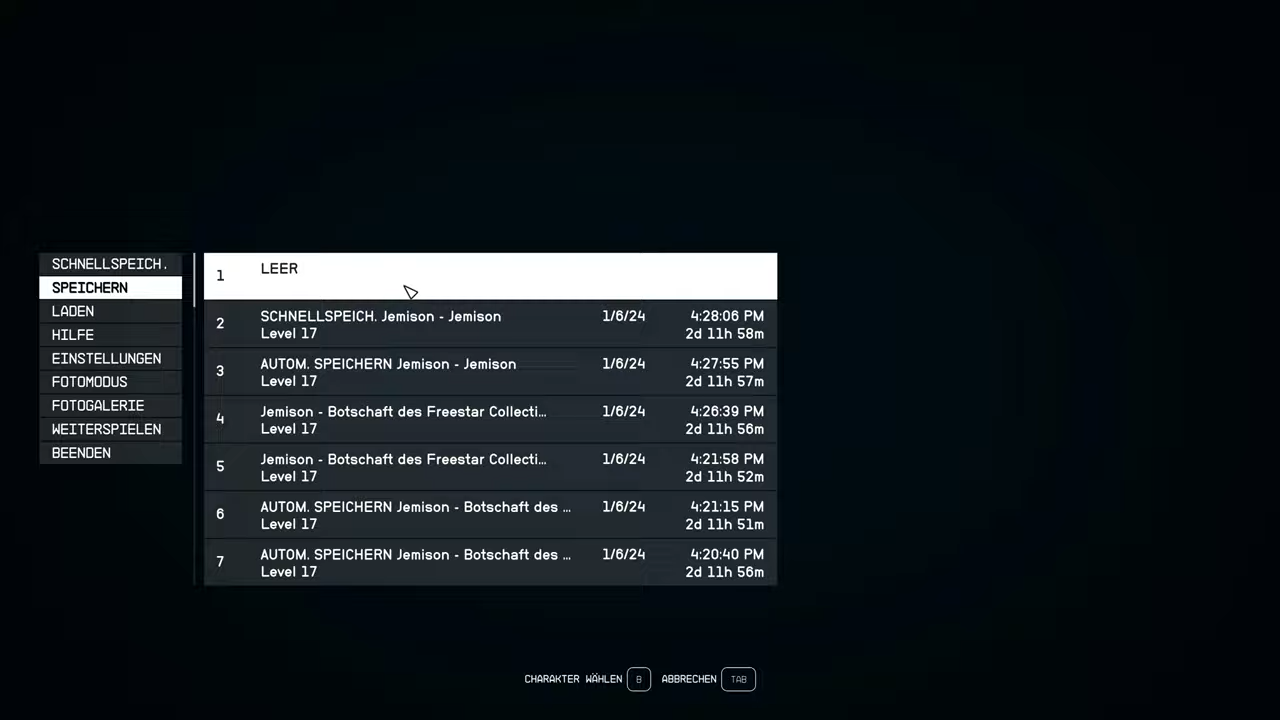 SCHNELLSPEICH.
SPEICHERN
LADEN
HILFE
EINSTELLUNGEN
FOTOMODUS
FOTOGALERIE
WEITERSPIELEN
BEENDEN
1 LEER
2 SCHNELLSPEICH. Jemison - Jemison 1/6/24 4:28:06 PM
Level 17 2d 11h 58m
3 AUTOM. SPEICHERN Jemison - Jemison 1/6/24 4:27:55 PM
Level 17 2d 11h 57m
4 Jemison - Botschaft des Freestar Collecti... 1/6/24 4:26:39 PM
Level 17 2d 11h 56m
5 Jemison - Botschaft des Freestar Collecti... 1/6/24 4:21:58 PM
Level 17 2d 11h 52m
6 AUTOM. SPEICHERN Jemison - Botschaft des ... 1/6/24 4:21:15 PM
Level 17 2d 11h 51m
7 AUTOM. SPEICHERN Jemison - Botschaft des ... 1/6/24 4:20:40 PM
Level 17 2d 11h 56m
CHARAKTER WÄHLEN B ABBRECHEN TAB